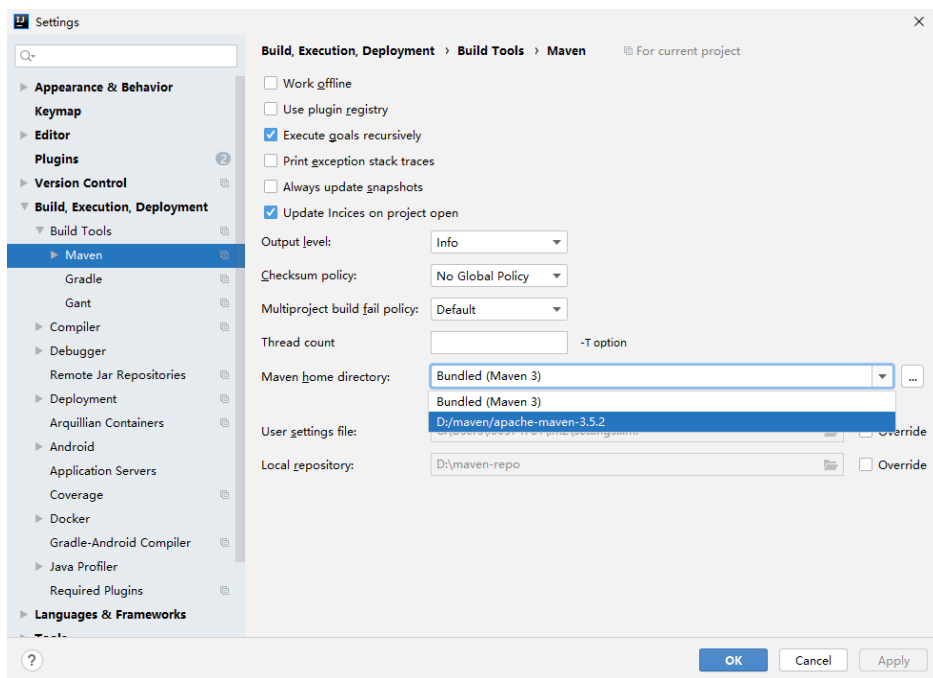 Settings
Appearance & Behavior
Keymap
Editor
Plugins 2
Version Control
Build, Execution, Deployment
Build Tools
Maven
Gradle
Gant
Compiler
Debugger
Remote Jar Repositories
Deployment
Arquillian Containers
Android
Application Servers
Coverage
Docker
Gradle-Android Compiler
Java Profiler
Required Plugins
Languages & Frameworks
Tools
Build, Execution, Deployment › Build Tools › Maven For current project
Work offline
Use plugin registry
Execute goals recursively
Print exception stack traces
Always update snapshots
Update Incices on project open
Output level: Info
Checksum policy: No Global Policy
Multiproject build fail policy: Default
Thread count -T option
Maven home directory: Bundled (Maven 3) ...
Bundled (Maven 3)
D:/maven/apache-maven-3.5.2
User settings file: Override
Local repository: D:\maven-repo Override
? OK Cancel Apply